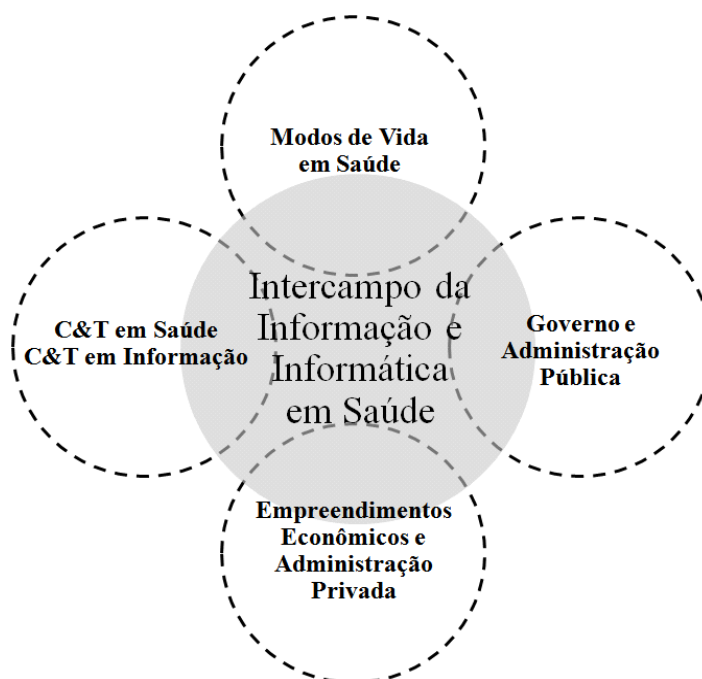 Modos de Vida
em Saúde
Intercampo da
Informação e
Informática
em Saúde
C&T em Saúde
C&T em Informação
Governo e
Administração
Pública
Empreendimentos
Econômicos e
Administração
Privada